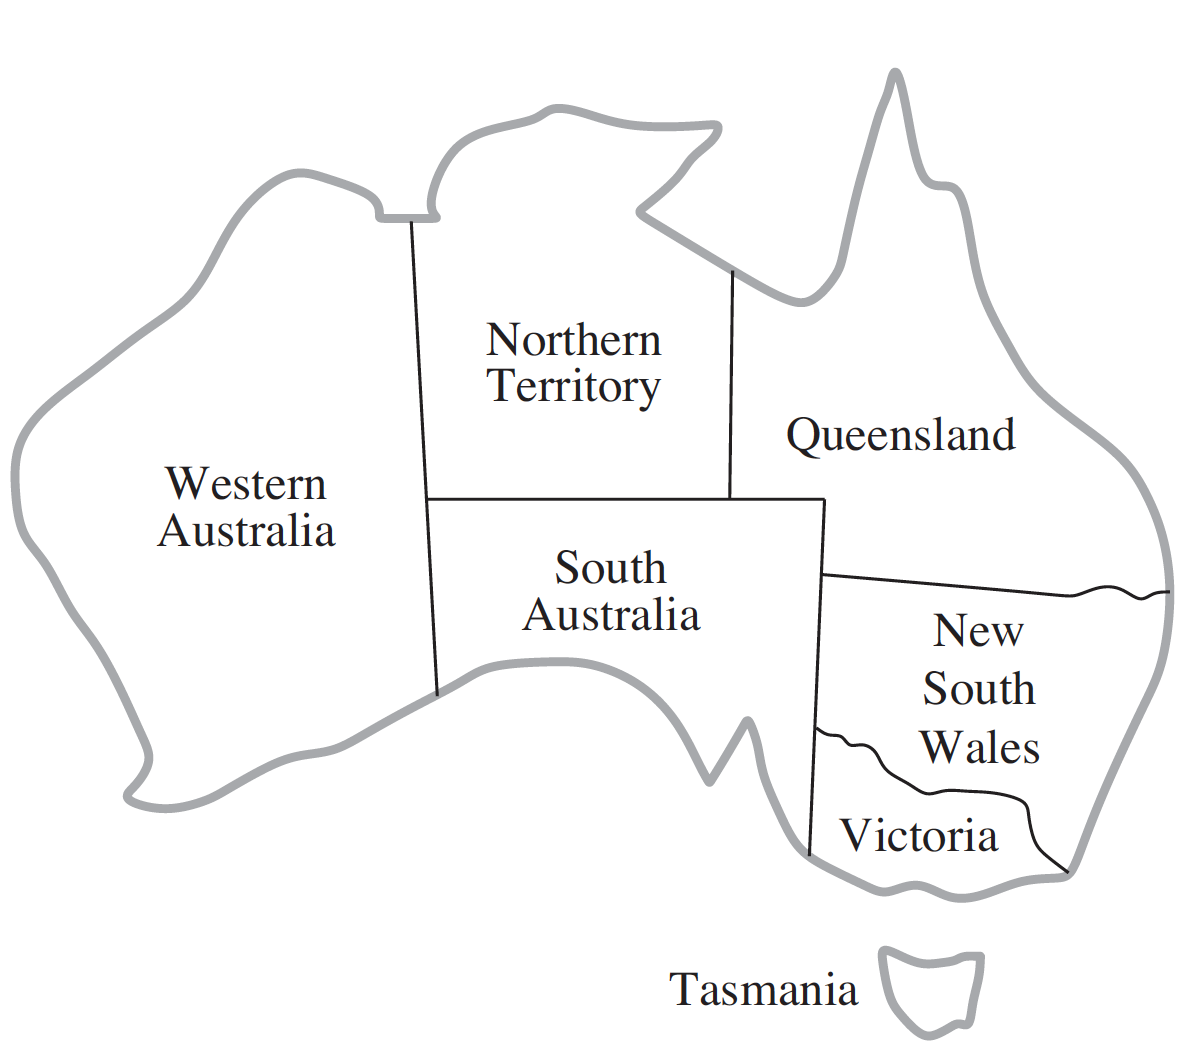 Northern
Territory
Queensland
Western
Australia
South
Australia
New
South
Wales
Victoria
Tasmania